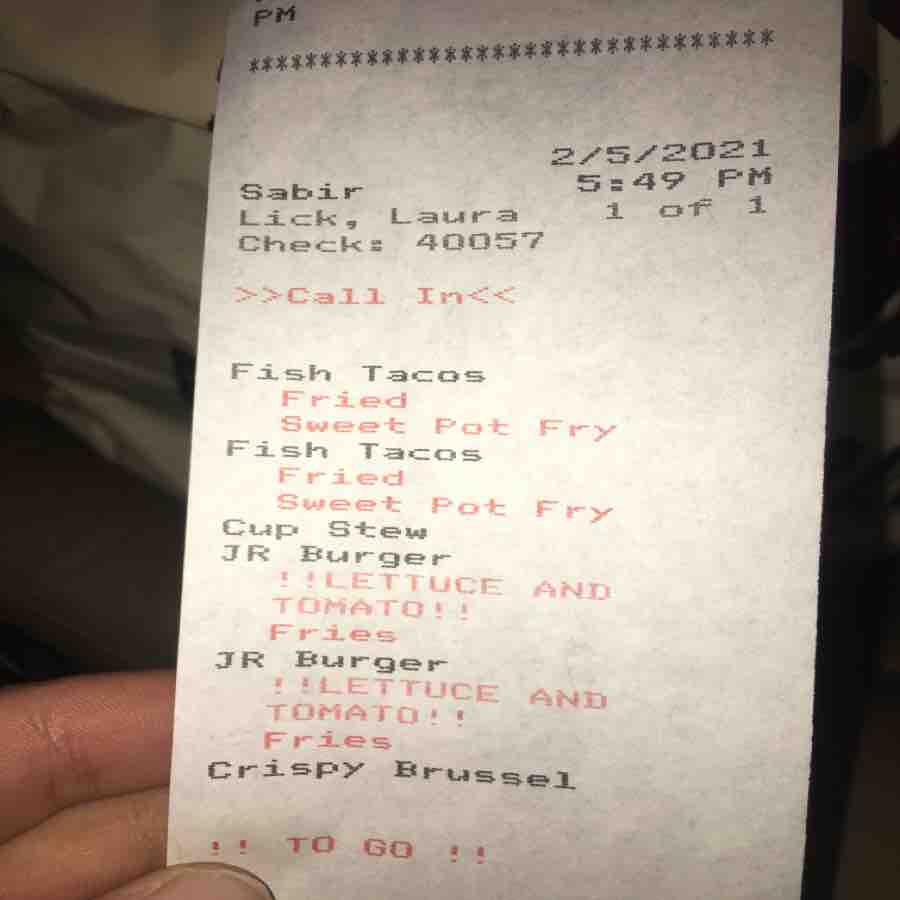 PM
*************************************
2/5/2021
Sabir 5:49 PM
Lick, Laura 1 of 1
Check: 40057
>>Call In<<
Fish Tacos
Fried
Sweet Pot Fry
Fish Tacos
Fried
Sweet Pot Fry
Cup Stew
JR Burger
!!LETTUCE AND
TOMATO!!
Fries
JR Burger
!!LETTUCE AND
TOMATO!!
Fries
Crispy Brussel
!! TO GO !!